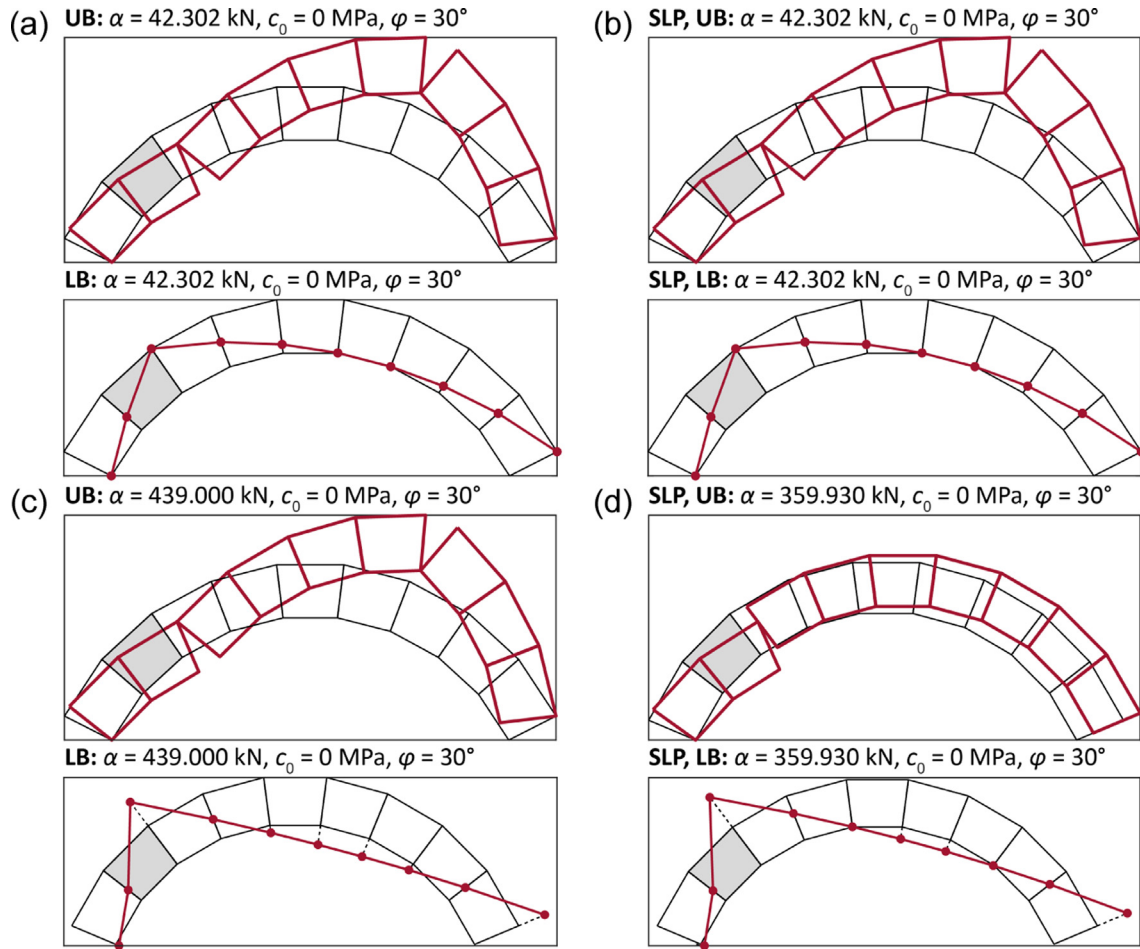 (a) UB: α = 42.302 kN, c₀ = 0 MPa, φ = 30°
(b) SLP, UB: α = 42.302 kN, c₀ = 0 MPa, φ = 30°
LB: α = 42.302 kN, c₀ = 0 MPa, φ = 30°
SLP, LB: α = 42.302 kN, c₀ = 0 MPa, φ = 30°
(c) UB: α = 439.000 kN, c₀ = 0 MPa, φ = 30°
(d) SLP, UB: α = 359.930 kN, c₀ = 0 MPa, φ = 30°
LB: α = 439.000 kN, c₀ = 0 MPa, φ = 30°
SLP, LB: α = 359.930 kN, c₀ = 0 MPa, φ = 30°